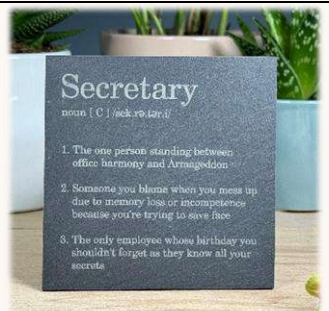 Secretary
noun [ C ] /sek.rə.tər.i/
1. The one person standing between
office harmony and Armageddon
2. Someone you blame when you mess up
due to memory loss or incompetence
because you're trying to save face
3. The only employee whose birthday you
shouldn't forget as they know all your
secrets